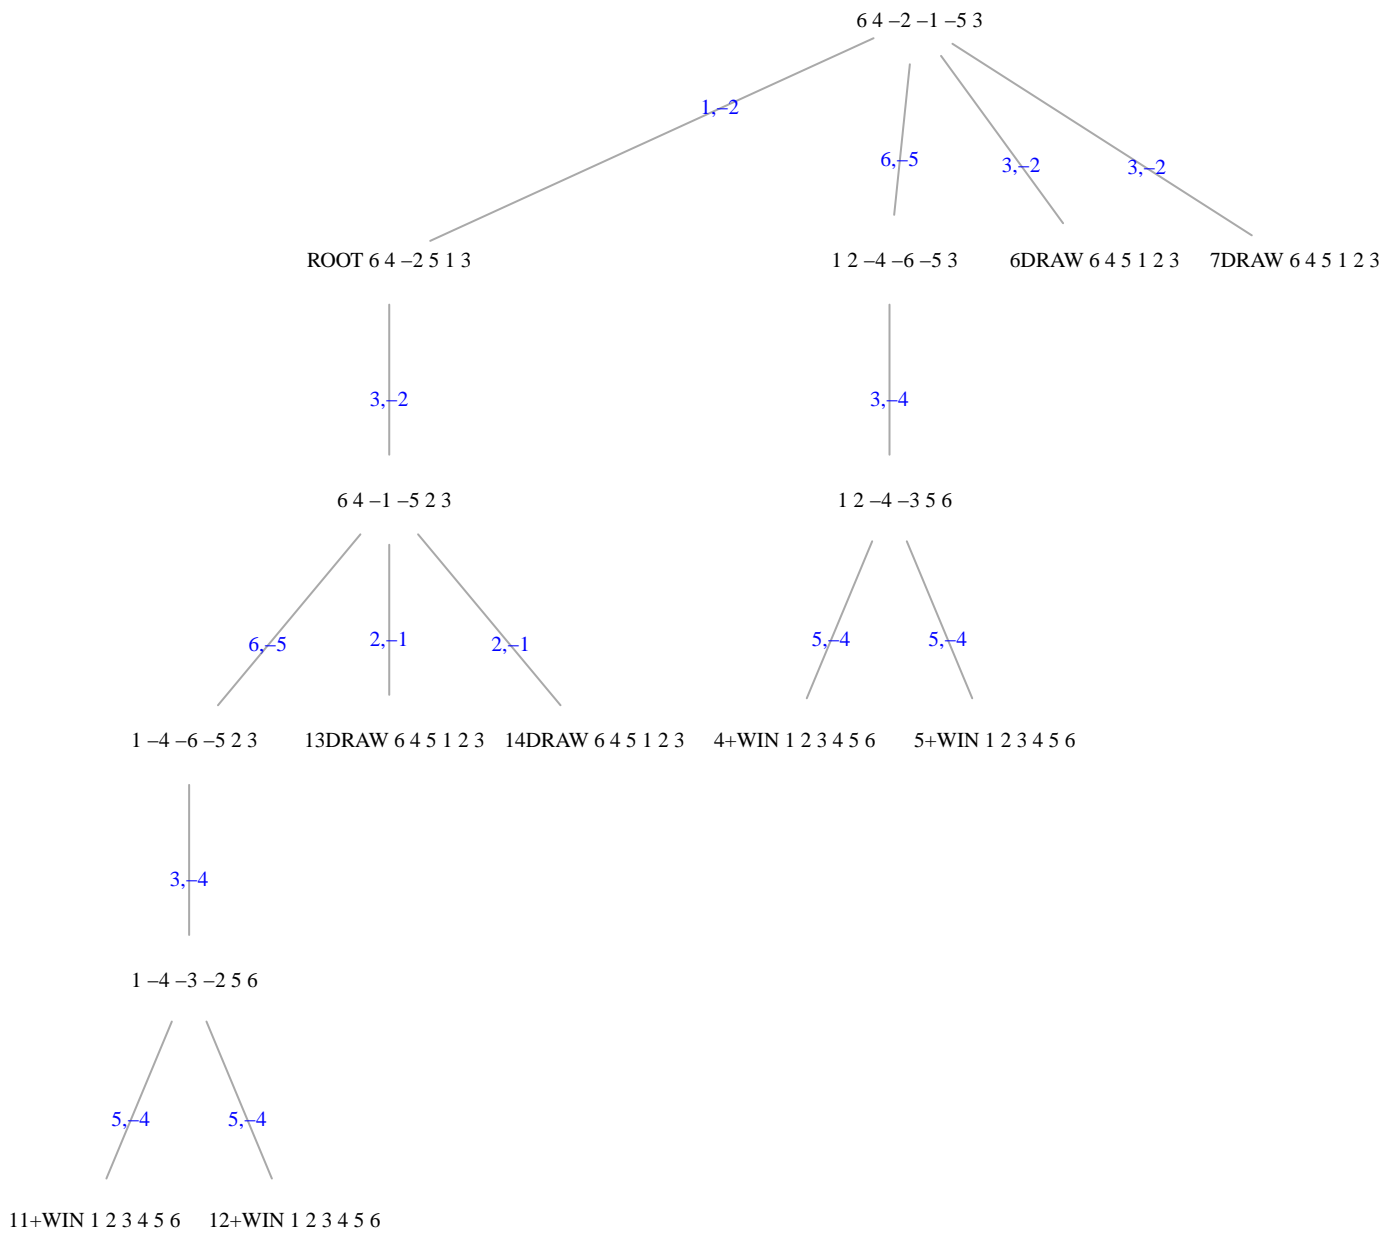 6 4 –2 –1 –5 3
1,–2
6,–5
3,–2
3,–2
ROOT 6 4 –2 5 1 3
1 2 –4 –6 –5 3
6DRAW 6 4 5 1 2 3
7DRAW 6 4 5 1 2 3
3,–2
3,–4
6 4 –1 –5 2 3
1 2 –4 –3 5 6
6,–5
2,–1
2,–1
5,–4
5,–4
1 –4 –6 –5 2 3
13DRAW 6 4 5 1 2 3
14DRAW 6 4 5 1 2 3
4+WIN 1 2 3 4 5 6
5+WIN 1 2 3 4 5 6
3,–4
1 –4 –3 –2 5 6
5,–4
5,–4
11+WIN 1 2 3 4 5 6
12+WIN 1 2 3 4 5 6